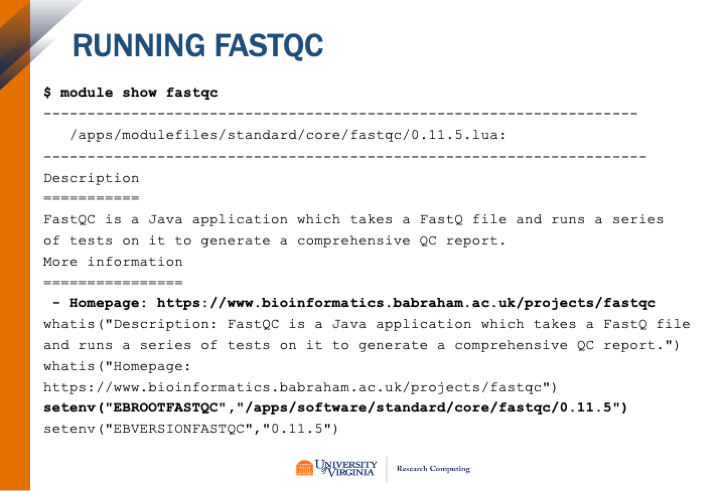 RUNNING FASTQC
$ module show fastqc
--------------------------------------------------------------------
/apps/modulefiles/standard/core/fastqc/0.11.5.lua:
---------------------------------------------------------------------
Description
===========
FastQC is a Java application which takes a FastQ file and runs a series
of tests on it to generate a comprehensive QC report.
More information
================
- Homepage: https://www.bioinformatics.babraham.ac.uk/projects/fastqc
whatis("Description: FastQC is a Java application which takes a FastQ file
and runs a series of tests on it to generate a comprehensive QC report.")
whatis("Homepage:
https://www.bioinformatics.babraham.ac.uk/projects/fastqc")
setenv("EBROOTFASTQC","/apps/software/standard/core/fastqc/0.11.5")
setenv("EBVERSIONFASTQC","0.11.5")
UNIVERSITY
of VIRGINIA
Research Computing